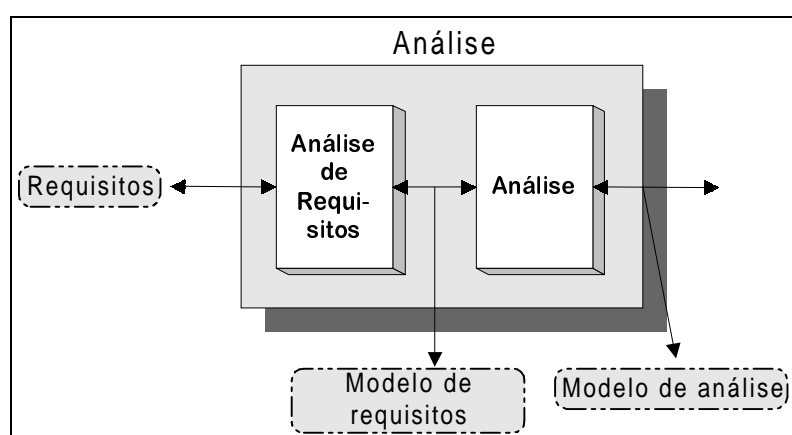 Análise
Requisitos
Análise
de
Requi-
sitos
Análise
Modelo de
requisitos
Modelo de análise